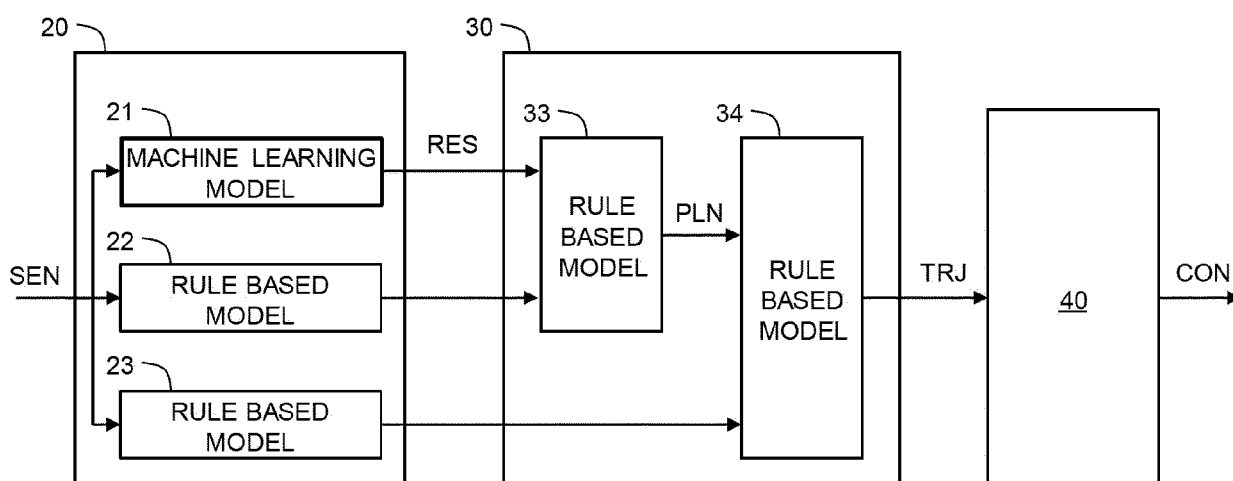 20
30
21
33
34
MACHINE LEARNING
MODEL
RES
RULE
BASED
MODEL
PLN
22
SEN
RULE BASED
MODEL
RULE
BASED
MODEL
TRJ
40
CON
23
RULE BASED
MODEL